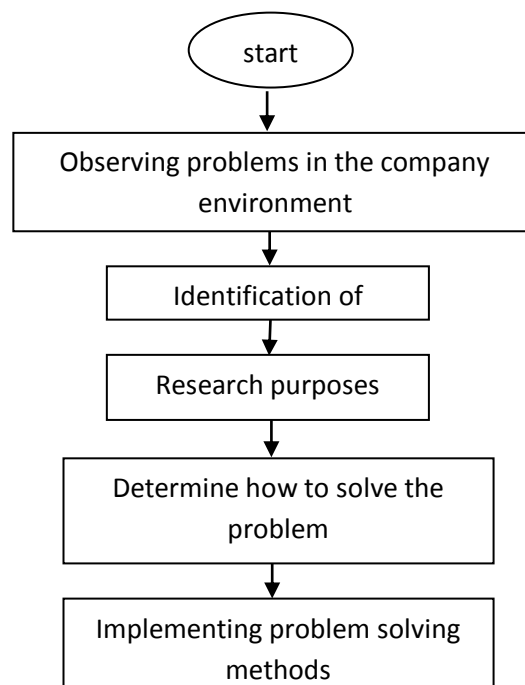 start
Observing problems in the company
environment
Identification of
Research purposes
Determine how to solve the
problem
Implementing problem solving
methods